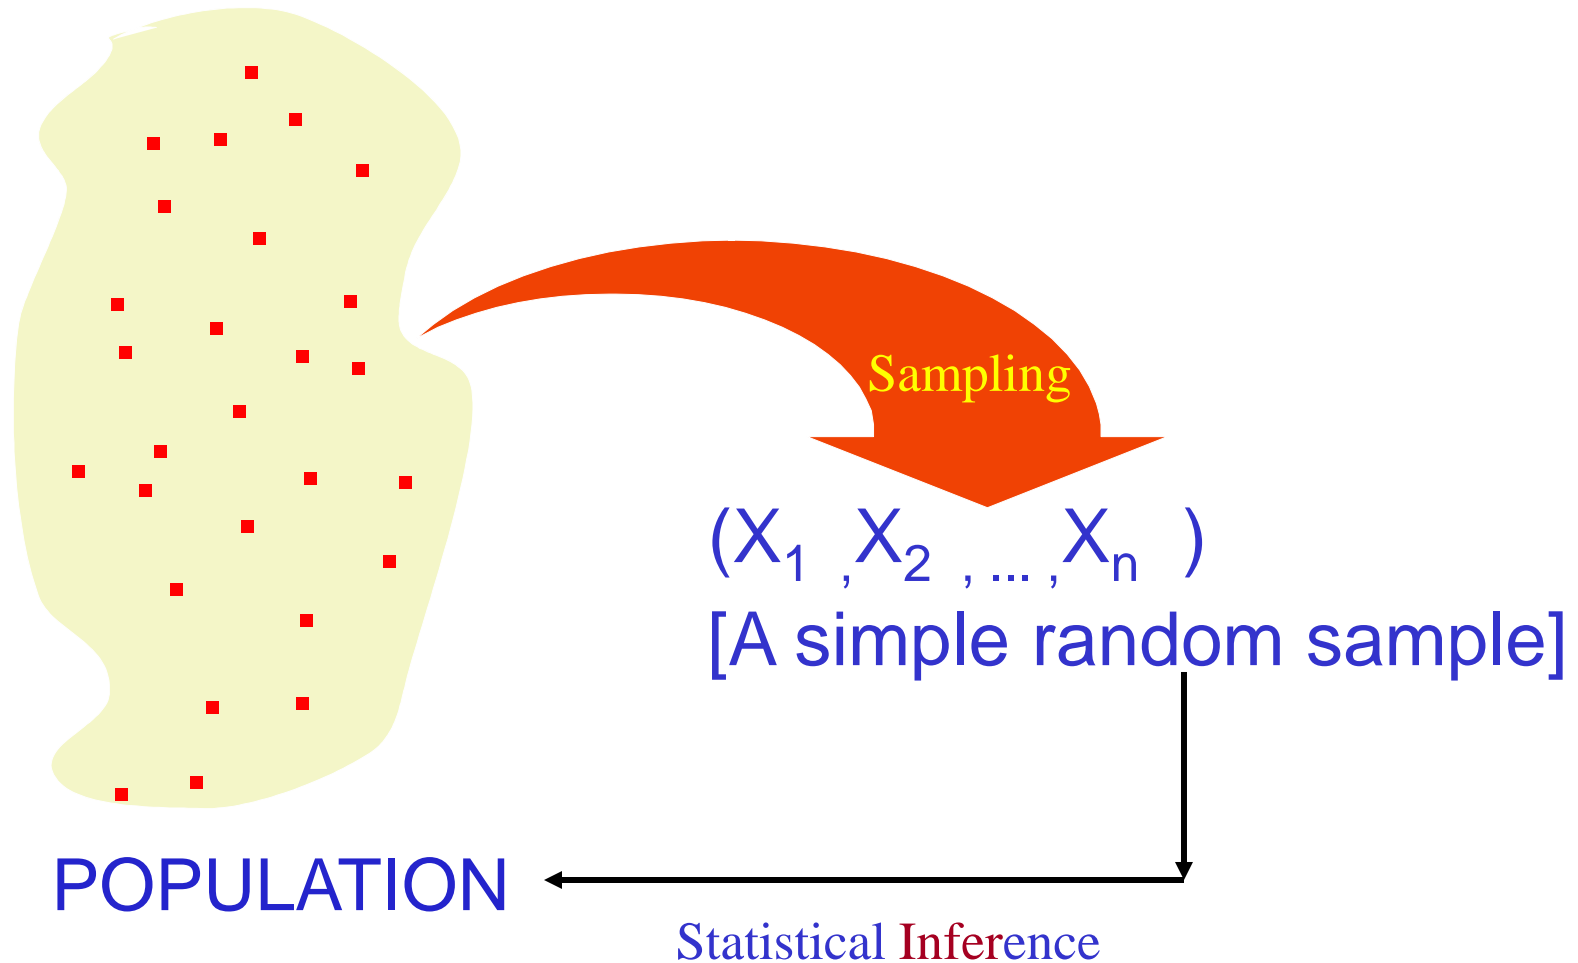 Sampling
(X₁ ,X₂ , ... ,Xₙ )
[A simple random sample]
POPULATION
Statistical Inference